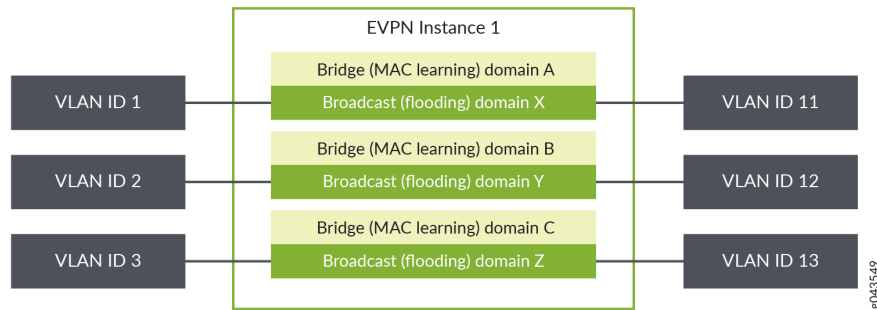 EVPN Instance 1
Bridge (MAC learning) domain A
VLAN ID 1
Broadcast (flooding) domain X
VLAN ID 11
Bridge (MAC learning) domain B
VLAN ID 2
Broadcast (flooding) domain Y
VLAN ID 12
Bridge (MAC learning) domain C
VLAN ID 3
Broadcast (flooding) domain Z
VLAN ID 13
g043549